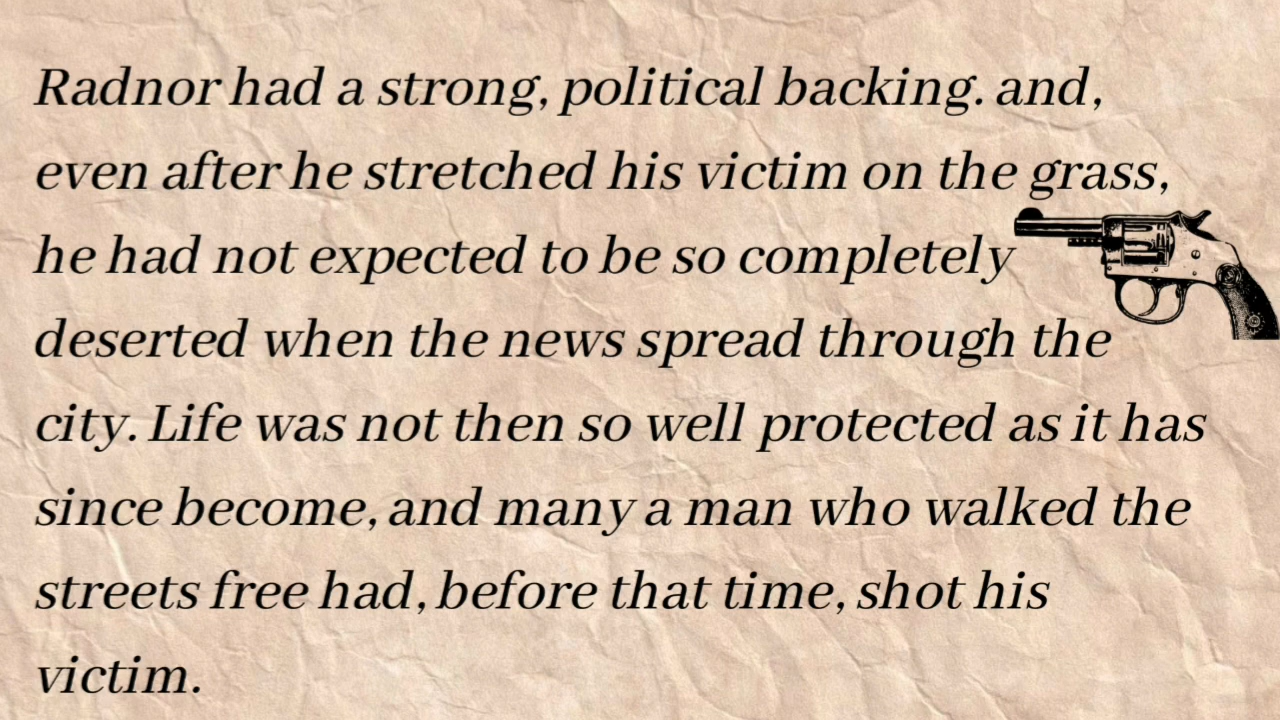 Radnor had a strong, political backing. and,
even after he stretched his victim on the grass,
he had not expected to be so completely
deserted when the news spread through the
city. Life was not then so well protected as it has
since become, and many a man who walked the
streets free had, before that time, shot his
victim.